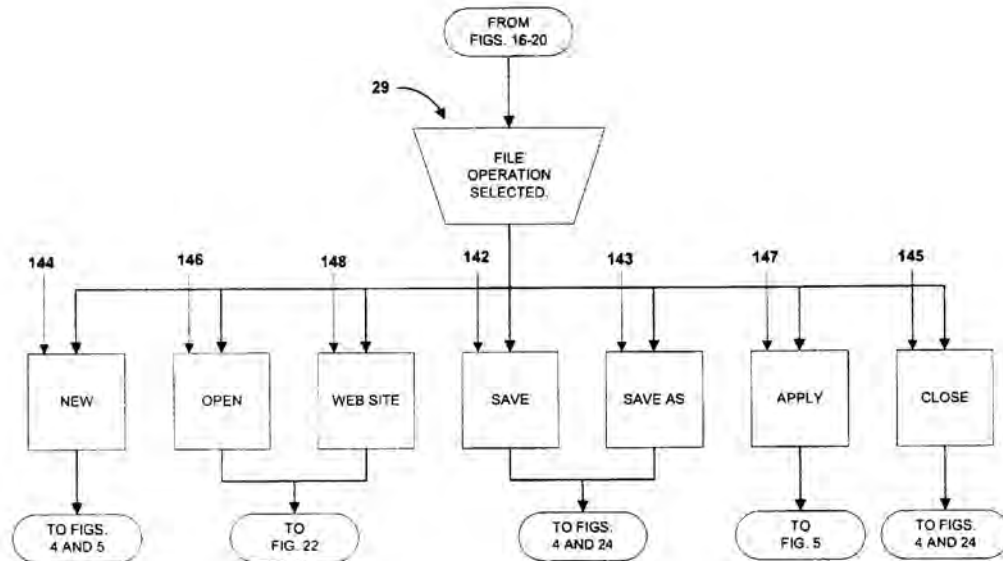 FROM
FIGS. 16-20
29
FILE
OPERATION
SELECTED.
144
146
148
142
143
147
145
NEW
OPEN
WEB SITE
SAVE
SAVE AS
APPLY
CLOSE
TO FIGS.
4 AND 5
TO
FIG. 22
TO FIGS.
4 AND 24
TO
FIG. 5
TO FIGS.
4 AND 24